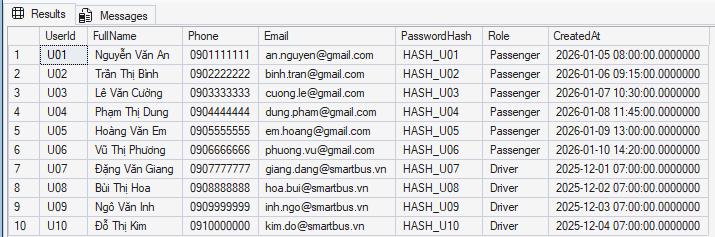 Results Messages
UserId FullName Phone Email PasswordHash Role CreatedAt
1 U01 Nguyễn Văn An 0901111111 an.nguyen@gmail.com HASH_U01 Passenger 2026-01-05 08:00:00.0000000
2 U02 Trần Thị Bình 0902222222 binh.tran@gmail.com HASH_U02 Passenger 2026-01-06 09:15:00.0000000
3 U03 Lê Văn Cường 0903333333 cuong.le@gmail.com HASH_U03 Passenger 2026-01-07 10:30:00.0000000
4 U04 Phạm Thị Dung 0904444444 dung.pham@gmail.com HASH_U04 Passenger 2026-01-08 11:45:00.0000000
5 U05 Hoàng Văn Em 0905555555 em.hoang@gmail.com HASH_U05 Passenger 2026-01-09 13:00:00.0000000
6 U06 Vũ Thị Phương 0906666666 phuong.vu@gmail.com HASH_U06 Passenger 2026-01-10 14:20:00.0000000
7 U07 Đặng Văn Giang 0907777777 giang.dang@smartbus.vn HASH_U07 Driver 2025-12-01 07:00:00.0000000
8 U08 Bùi Thị Hoa 0908888888 hoa.bui@smartbus.vn HASH_U08 Driver 2025-12-02 07:00:00.0000000
9 U09 Ngô Văn Inh 0909999999 inh.ngo@smartbus.vn HASH_U09 Driver 2025-12-03 07:00:00.0000000
10 U10 Đỗ Thị Kim 0910000000 kim.do@smartbus.vn HASH_U10 Driver 2025-12-04 07:00:00.0000000